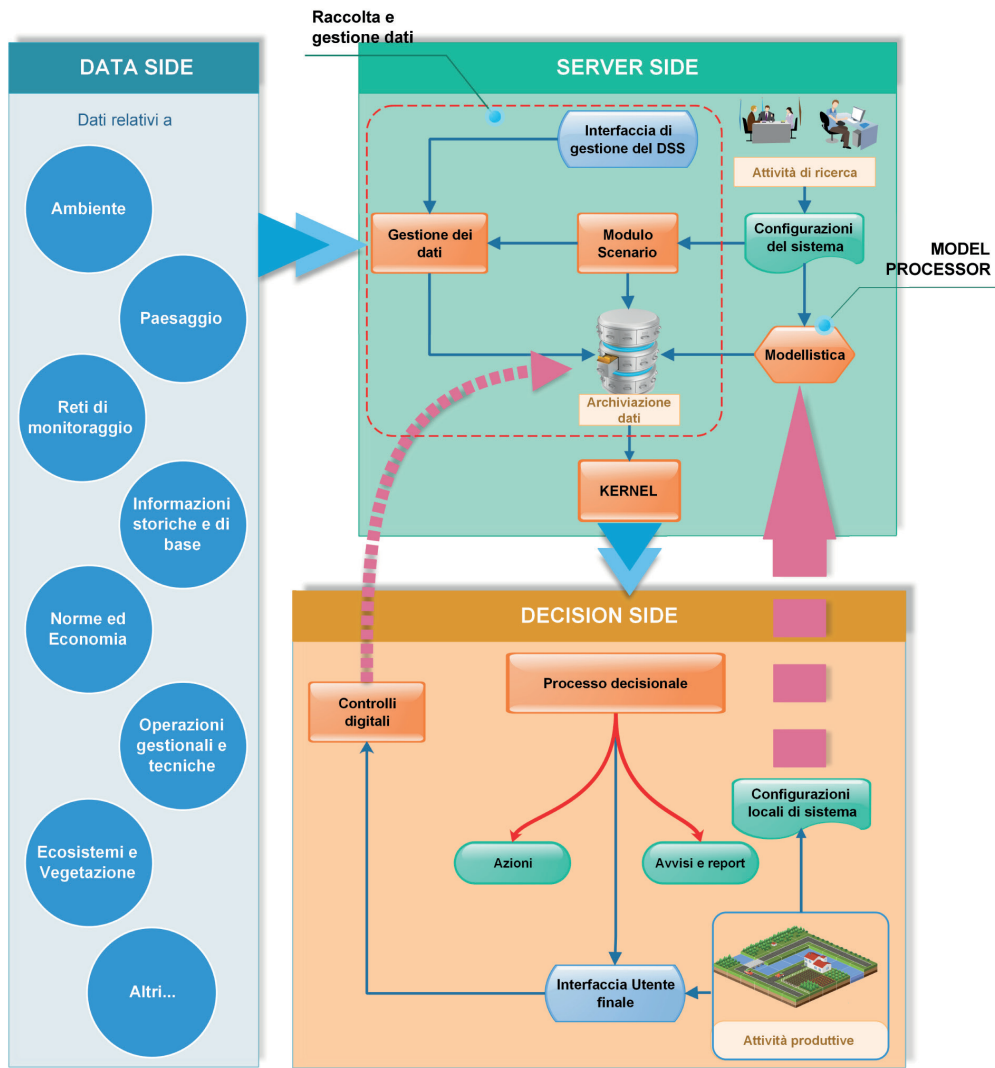 Raccolta e
gestione dati
DATA SIDE
Dati relativi a
Ambiente
Paesaggio
Reti di
monitoraggio
Informazioni
storiche e di
base
Norme ed
Economia
Operazioni
gestionali e
tecniche
Ecosistemi e
Vegetazione
Altri...
SERVER SIDE
Interfaccia di
gestione del DSS
Attività di ricerca
Gestione dei
dati
Modulo
Scenario
Configurazioni
del sistema
MODEL
PROCESSOR
Modellistica
Archiviazione
dati
KERNEL
DECISION SIDE
Controlli
digitali
Processo decisionale
Configurazioni
locali di sistema
Azioni
Avvisi e report
Interfaccia Utente
finale
Attività produttive